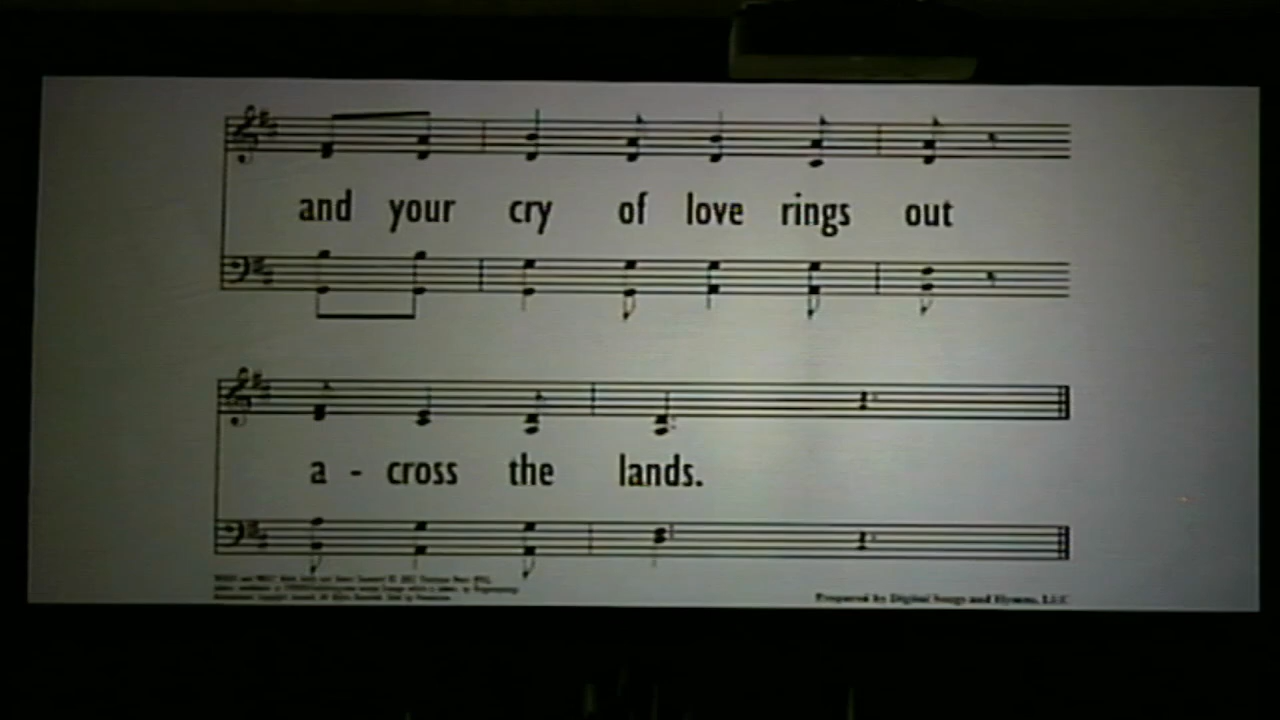 and your cry of love rings out
a - cross the lands.
Prepared by Digital Songs and Hymns, LLC